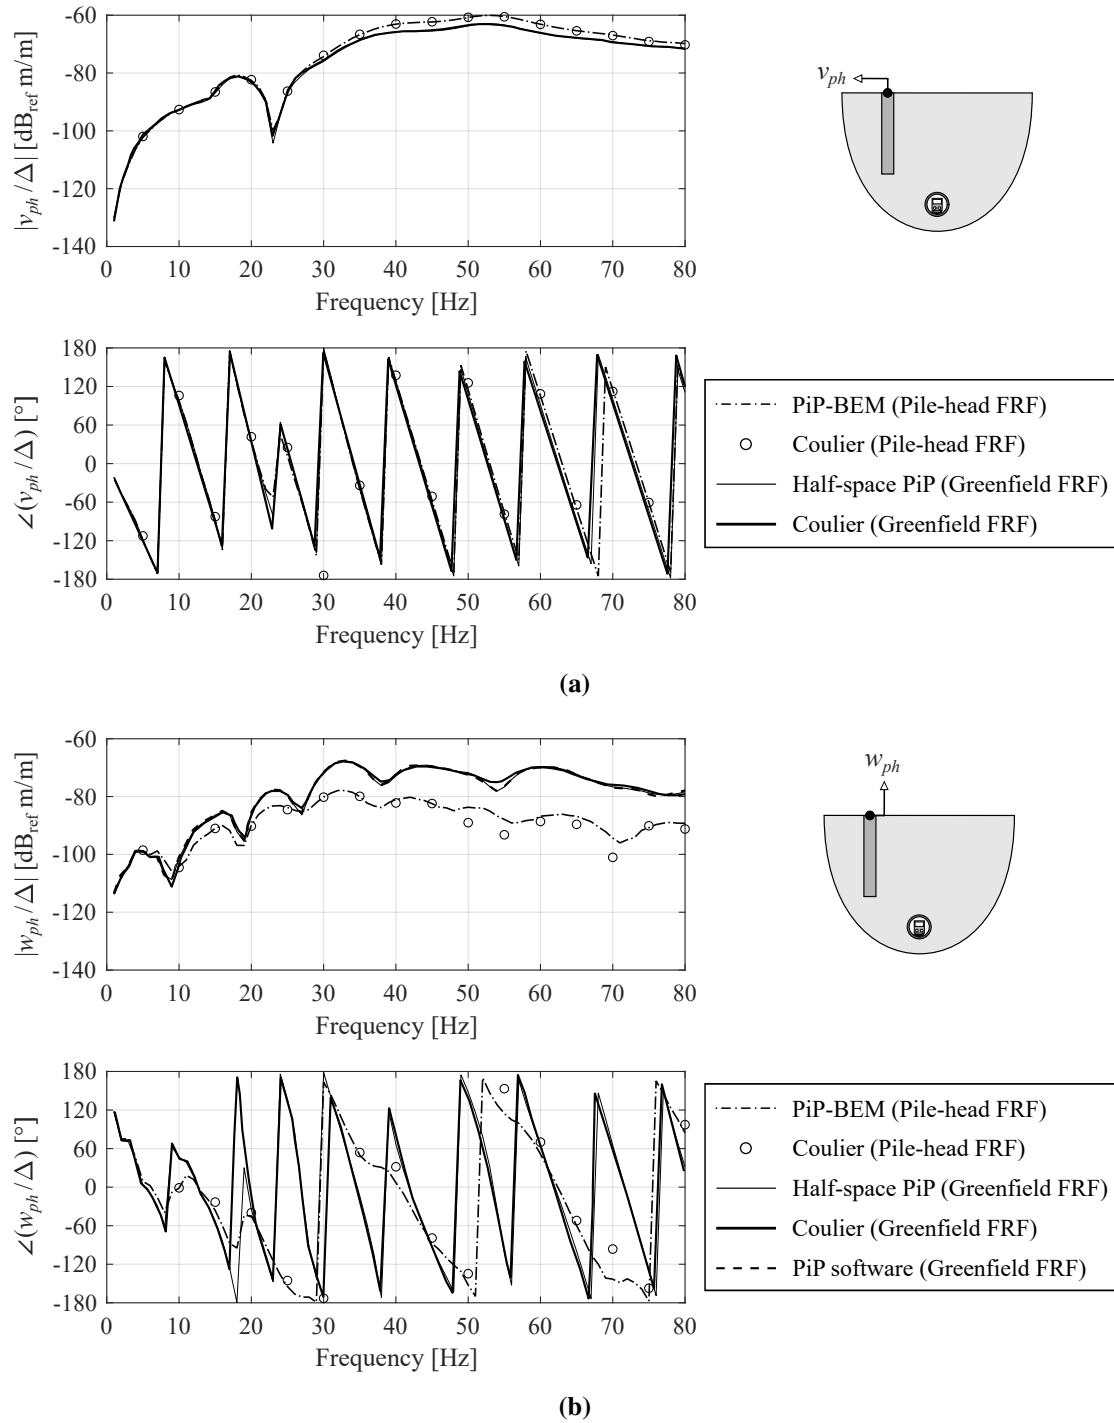 -60
-80
-100
-120
-140
|v_ph / Δ| [dB_ref m/m]
0 10 20 30 40 50 60 70 80
Frequency [Hz]
v_ph
180
120
60
0
-60
-120
-180
∠(v_ph / Δ) [°]
0 10 20 30 40 50 60 70 80
Frequency [Hz]
PiP-BEM (Pile-head FRF)
Coulier (Pile-head FRF)
Half-space PiP (Greenfield FRF)
Coulier (Greenfield FRF)
(a)
-60
-80
-100
-120
-140
|w_ph / Δ| [dB_ref m/m]
0 10 20 30 40 50 60 70 80
Frequency [Hz]
w_ph
180
120
60
0
-60
-120
-180
∠(w_ph / Δ) [°]
0 10 20 30 40 50 60 70 80
Frequency [Hz]
PiP-BEM (Pile-head FRF)
Coulier (Pile-head FRF)
Half-space PiP (Greenfield FRF)
Coulier (Greenfield FRF)
PiP software (Greenfield FRF)
(b)